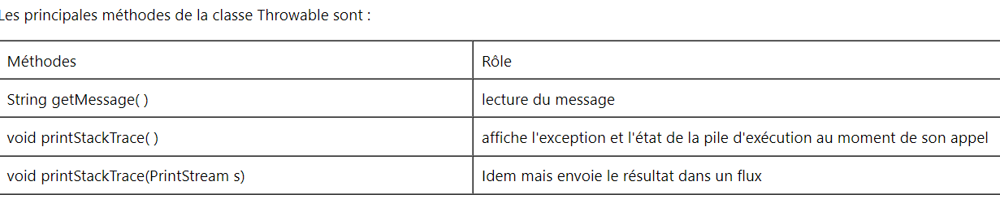 Les principales méthodes de la classe Throwable sont :
Méthodes
Rôle
String getMessage( )
lecture du message
void printStackTrace( )
affiche l'exception et l'état de la pile d'exécution au moment de son appel
void printStackTrace(PrintStream s)
Idem mais envoie le résultat dans un flux